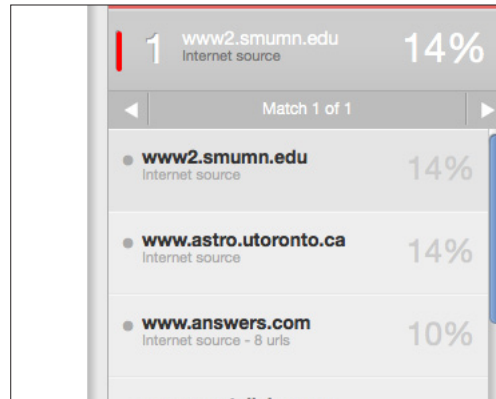 1 www2.smumn.edu 14%
Internet source
Match 1 of 1
www2.smumn.edu 14%
Internet source
www.astro.utoronto.ca 14%
Internet source
www.answers.com 10%
Internet source - 8 urls